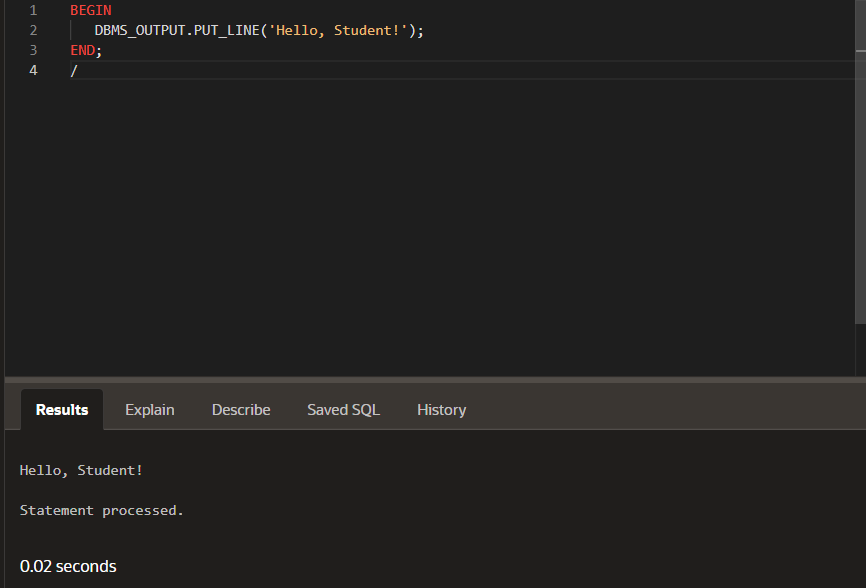 1 BEGIN
2 DBMS_OUTPUT.PUT_LINE('Hello, Student!');
3 END;
4 /
Results Explain Describe Saved SQL History
Hello, Student!
Statement processed.
0.02 seconds